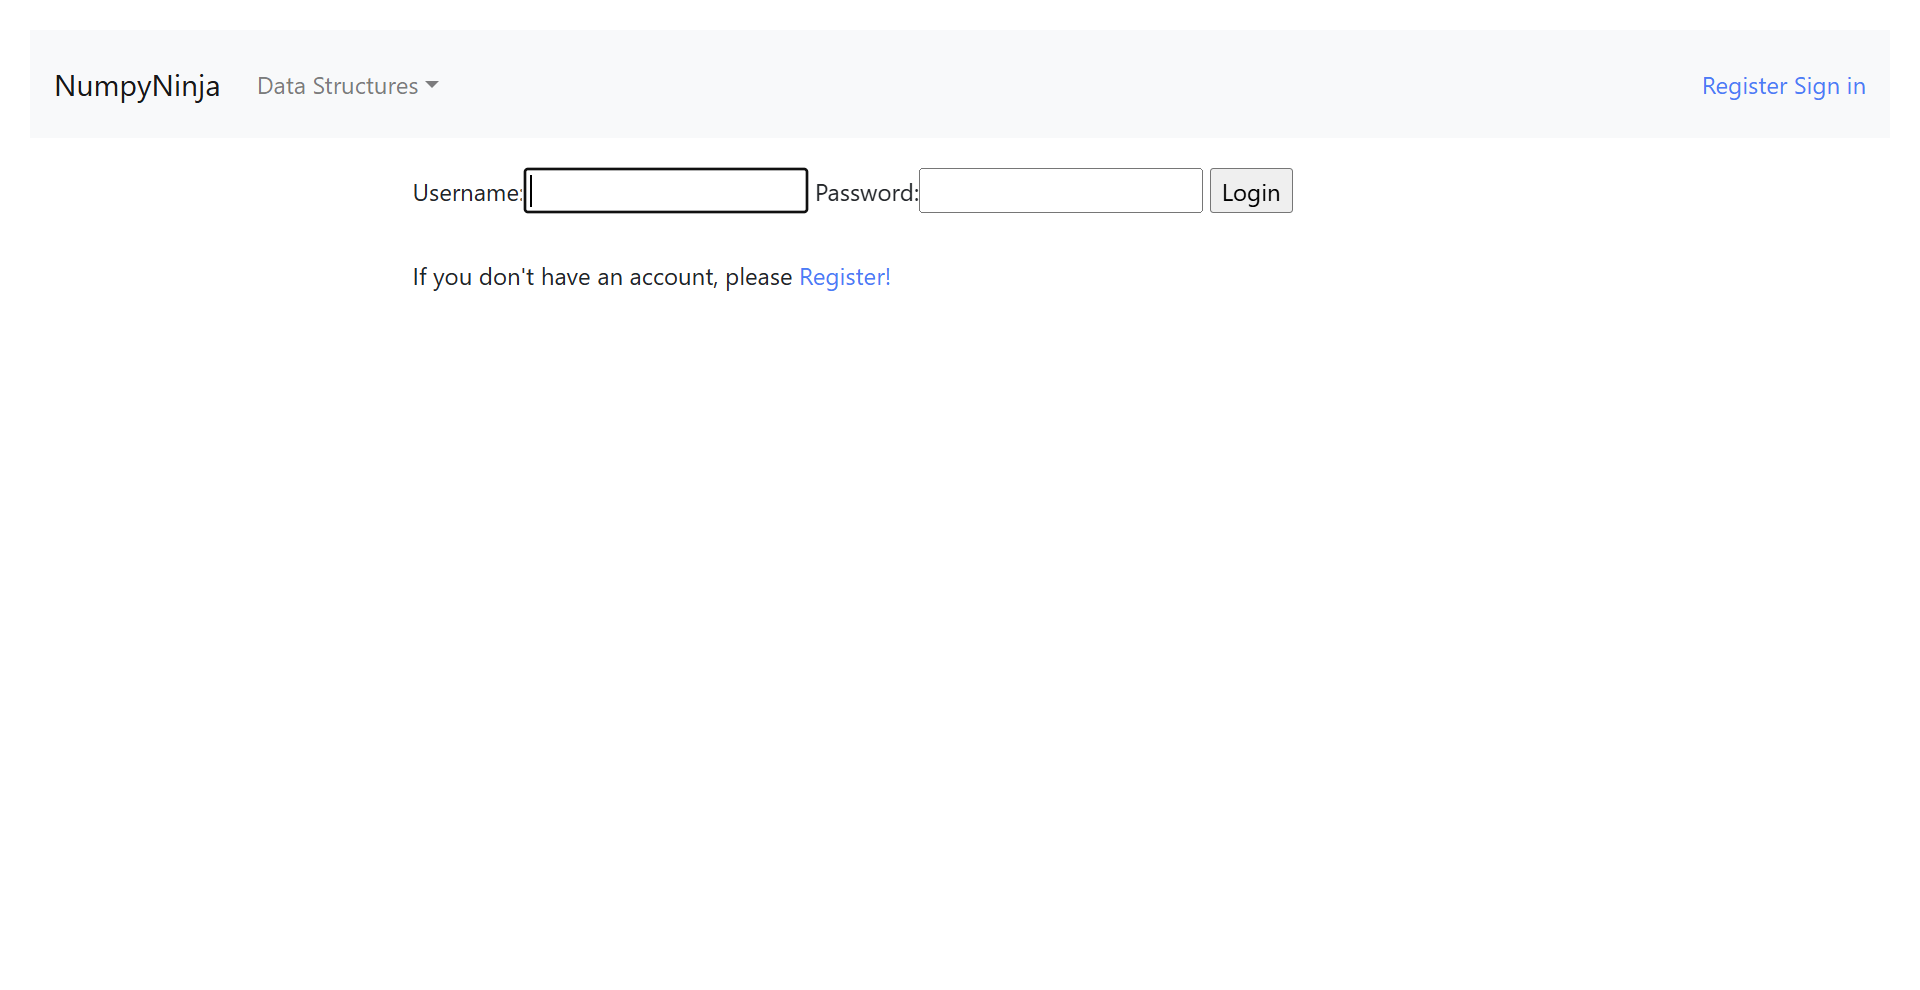 NumpyNinja Data Structures Register Sign in
Username: Password: Login
If you don't have an account, please Register!